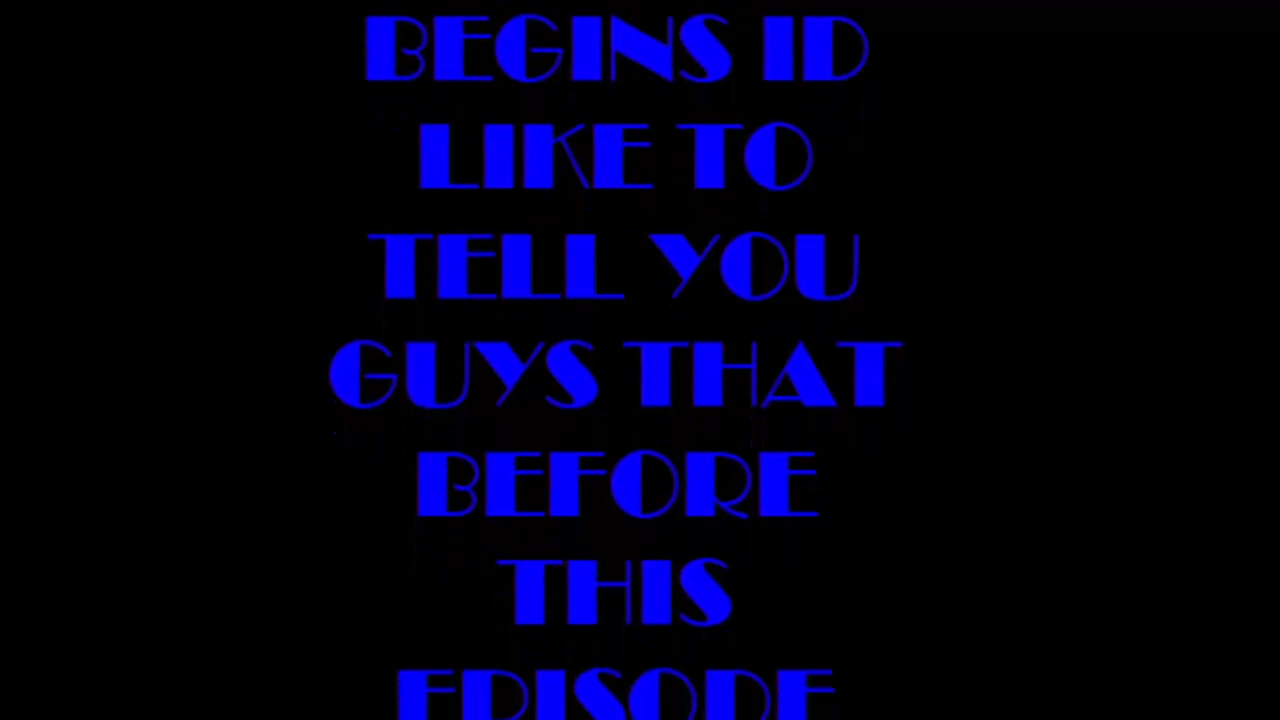 BEGINS ID
LIKE TO
TELL YOU
GUYS THAT
BEFORE
THIS
EPISODE